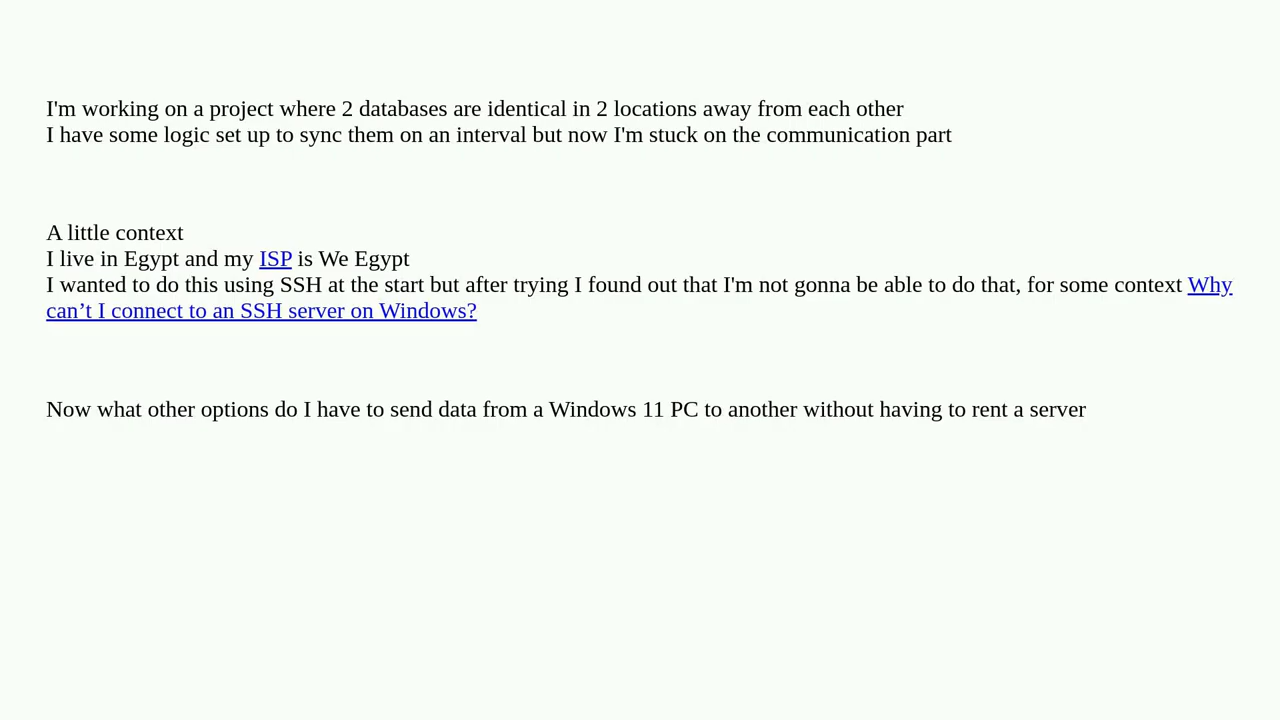 I'm working on a project where 2 databases are identical in 2 locations away from each other
I have some logic set up to sync them on an interval but now I'm stuck on the communication part
A little context
I live in Egypt and my ISP is We Egypt
I wanted to do this using SSH at the start but after trying I found out that I'm not gonna be able to do that, for some context Why
can’t I connect to an SSH server on Windows?
Now what other options do I have to send data from a Windows 11 PC to another without having to rent a server